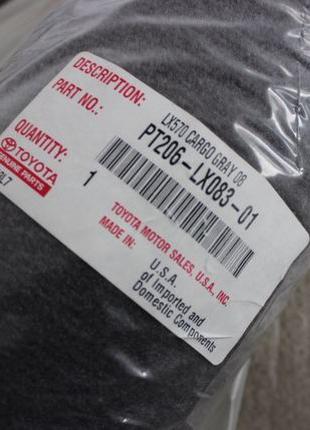 DESCRIPTION:
LX570 CARGO GRAY 08
PART NO.:
PT206-LX083-01
QUANTITY:
1
TOYOTA
GENUINE PARTS
TOYOTA MOTOR SALES, U.S.A., INC.
MADE IN:
U.S.A.
of Imported and
Domestic Components